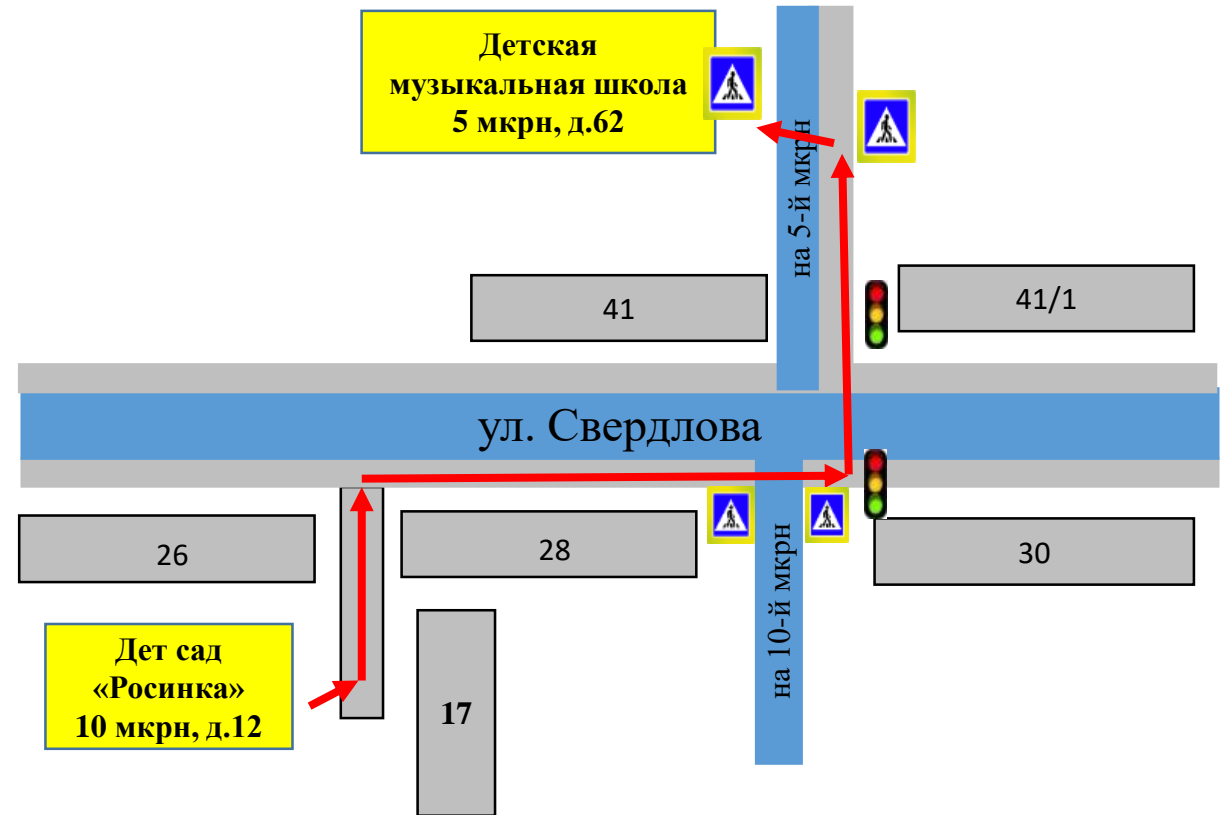 Детская
музыкальная школа
5 мкрн, д.62
на 5-й мкрн
41
41/1
ул. Свердлова
26
28
30
на 10-й мкрн
Дет сад
«Росинка»
10 мкрн, д.12
17